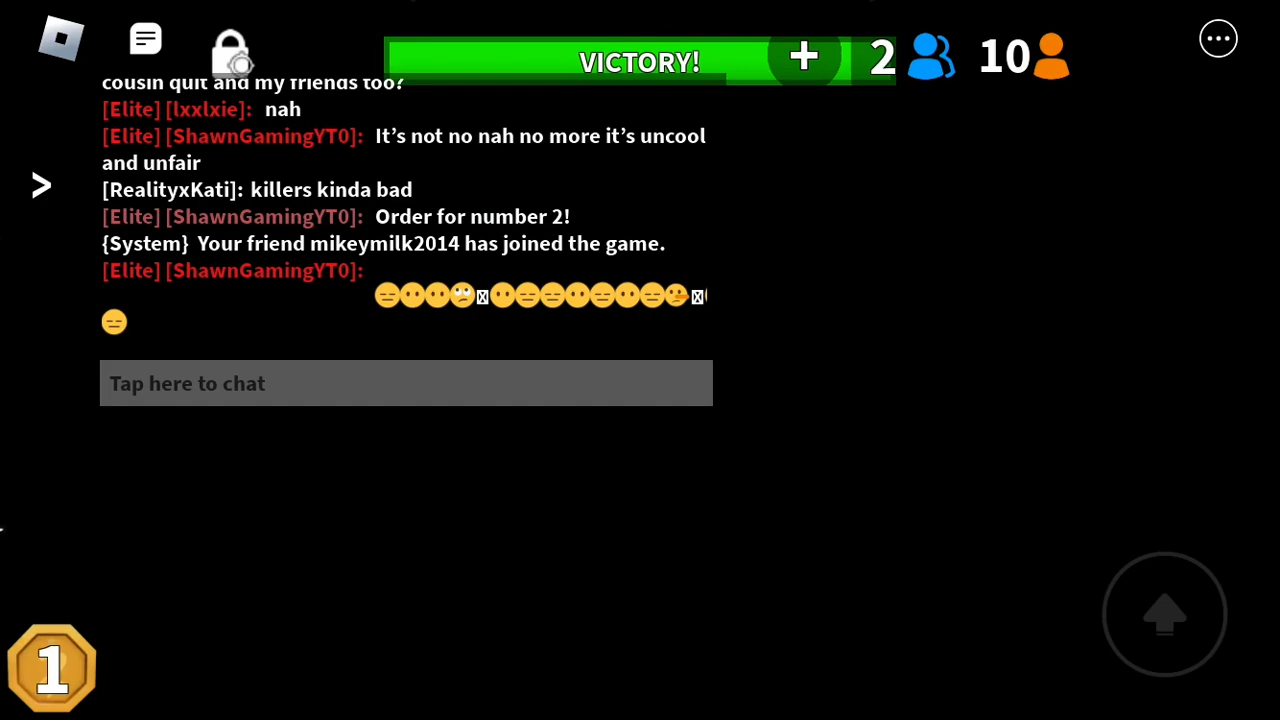 VICTORY!
+
2
10
cousin quit and my friends too?
[Elite] [lxxlxie]: nah
[Elite] [ShawnGamingYT0]: It’s not no nah no more it’s uncool
and unfair
[RealityxKati]: killers kinda bad
[Elite] [ShawnGamingYT0]: Order for number 2!
{System} Your friend mikeymilk2014 has joined the game.
[Elite] [ShawnGamingYT0]:
Tap here to chat
1